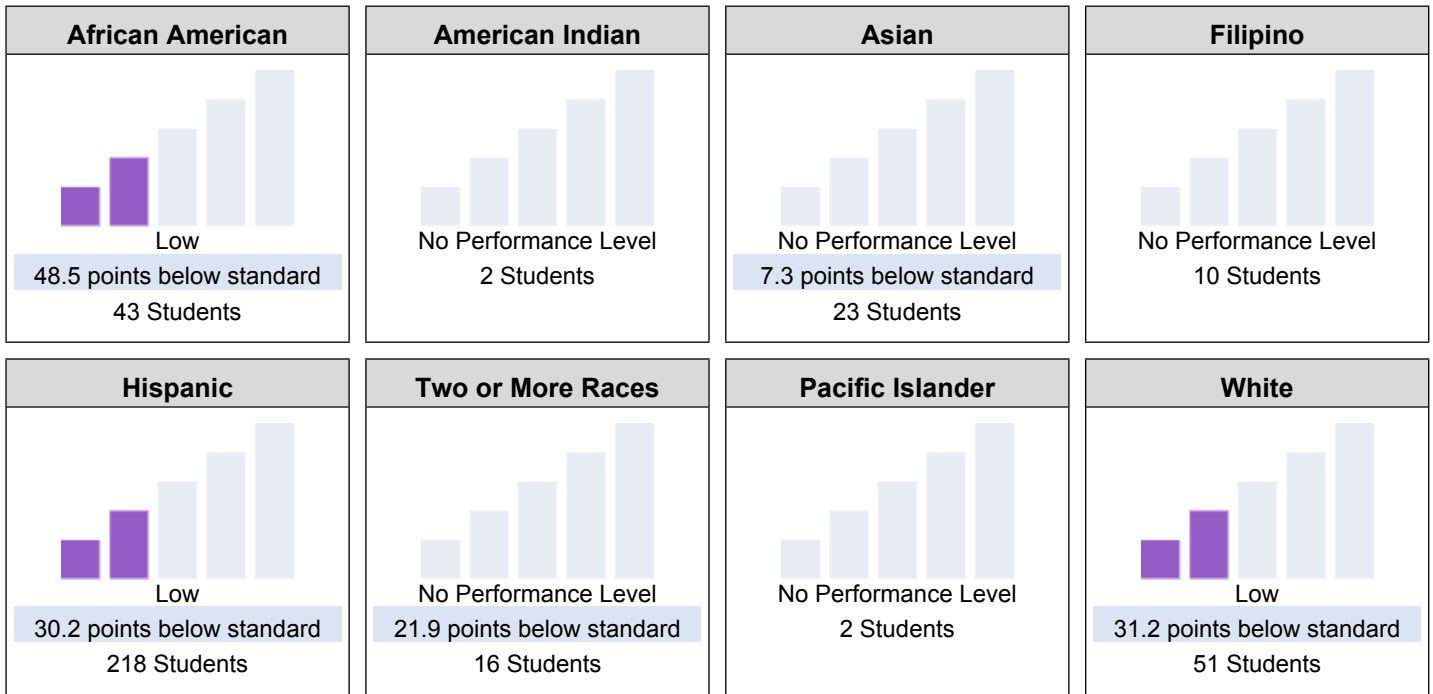 African American
Low
48.5 points below standard
43 Students
American Indian
No Performance Level
2 Students
Asian
No Performance Level
7.3 points below standard
23 Students
Filipino
No Performance Level
10 Students
Hispanic
Low
30.2 points below standard
218 Students
Two or More Races
No Performance Level
21.9 points below standard
16 Students
Pacific Islander
No Performance Level
2 Students
White
Low
31.2 points below standard
51 Students